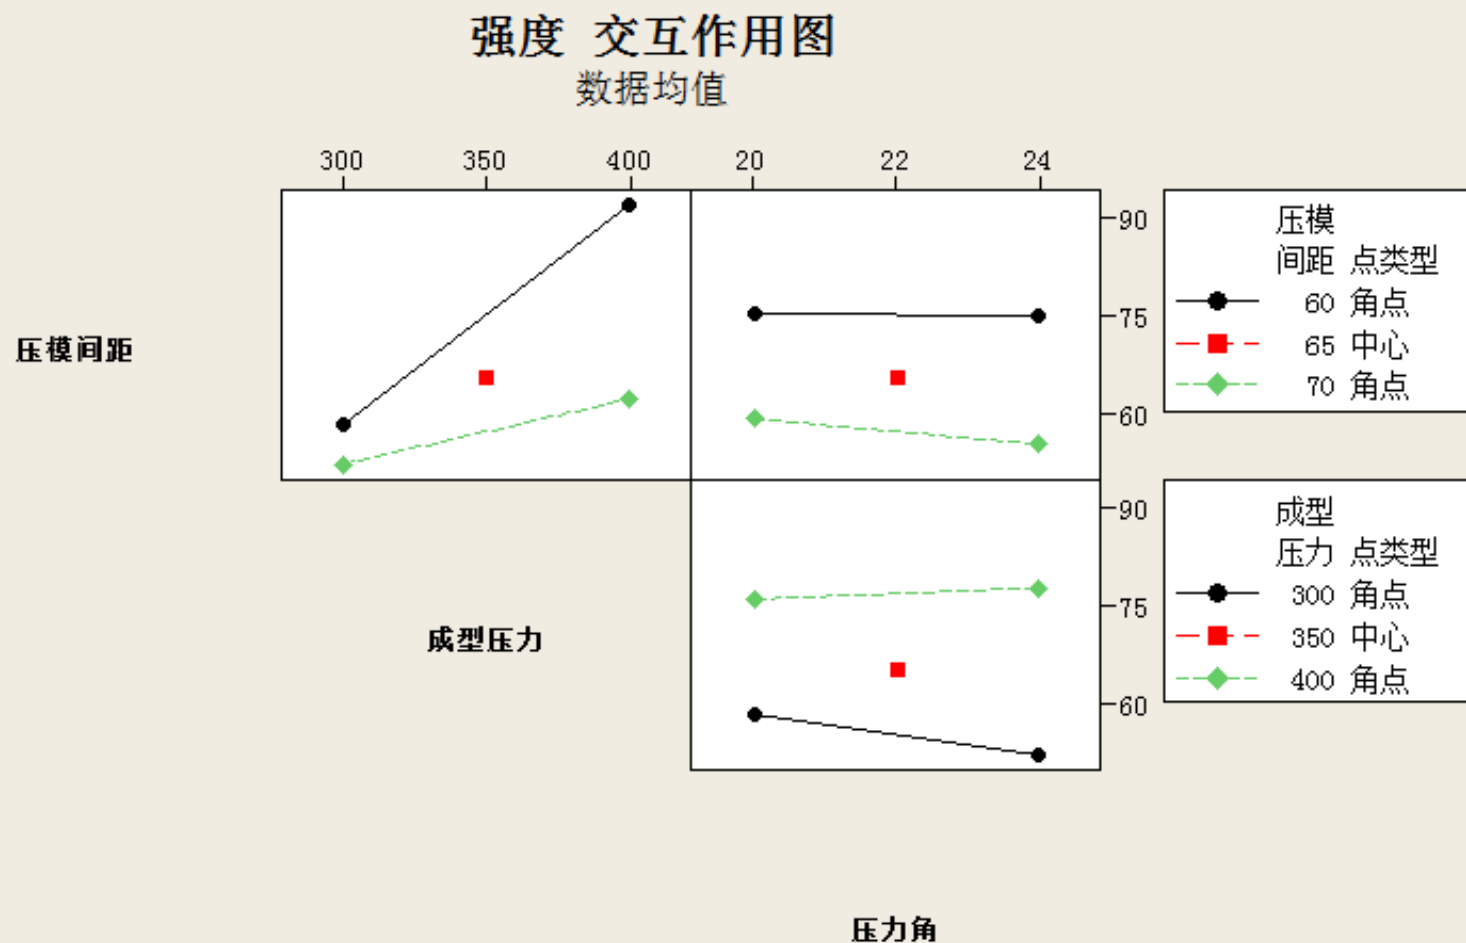 强度 交互作用图
数据均值
300 350 400 20 22 24
压模间距
90
75
60
压模
间距 点类型
60 角点
65 中心
70 角点
成型压力
90
75
60
成型
压力 点类型
300 角点
350 中心
400 角点
压力角